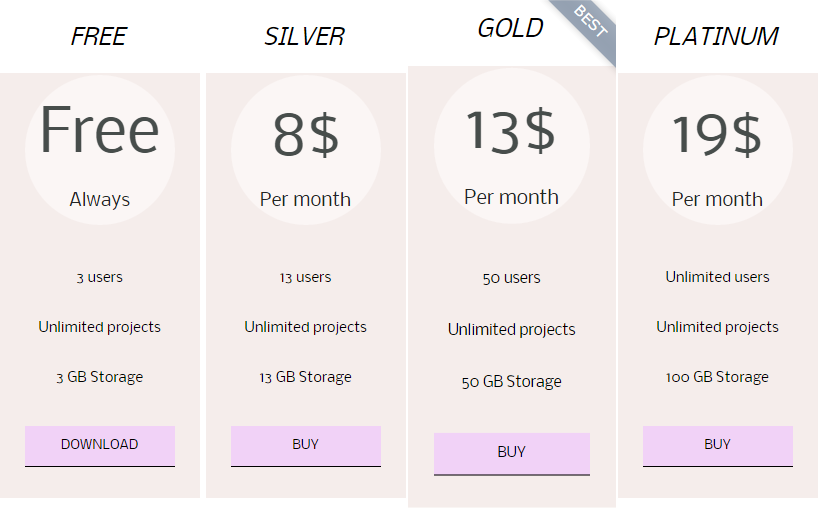 FREE
Free
Always
3 users
Unlimited projects
3 GB Storage
DOWNLOAD
SILVER
8$
Per month
13 users
Unlimited projects
13 GB Storage
BUY
GOLD
BEST
13$
Per month
50 users
Unlimited projects
50 GB Storage
BUY
PLATINUM
19$
Per month
Unlimited users
Unlimited projects
100 GB Storage
BUY